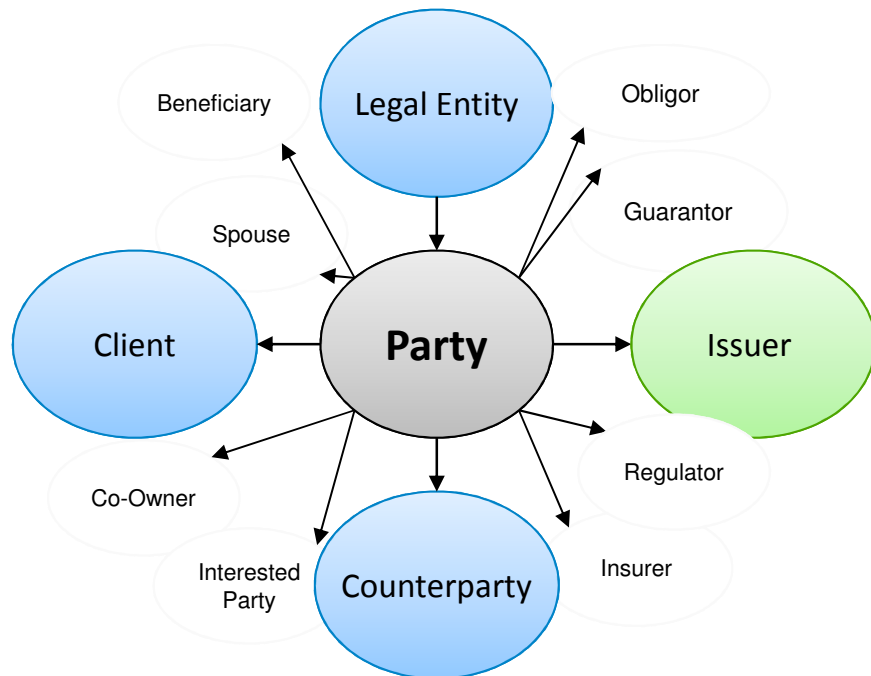 Beneficiary
Legal Entity
Obligor
Spouse
Guarantor
Client
Party
Issuer
Co-Owner
Regulator
Interested
Party
Counterparty
Insurer